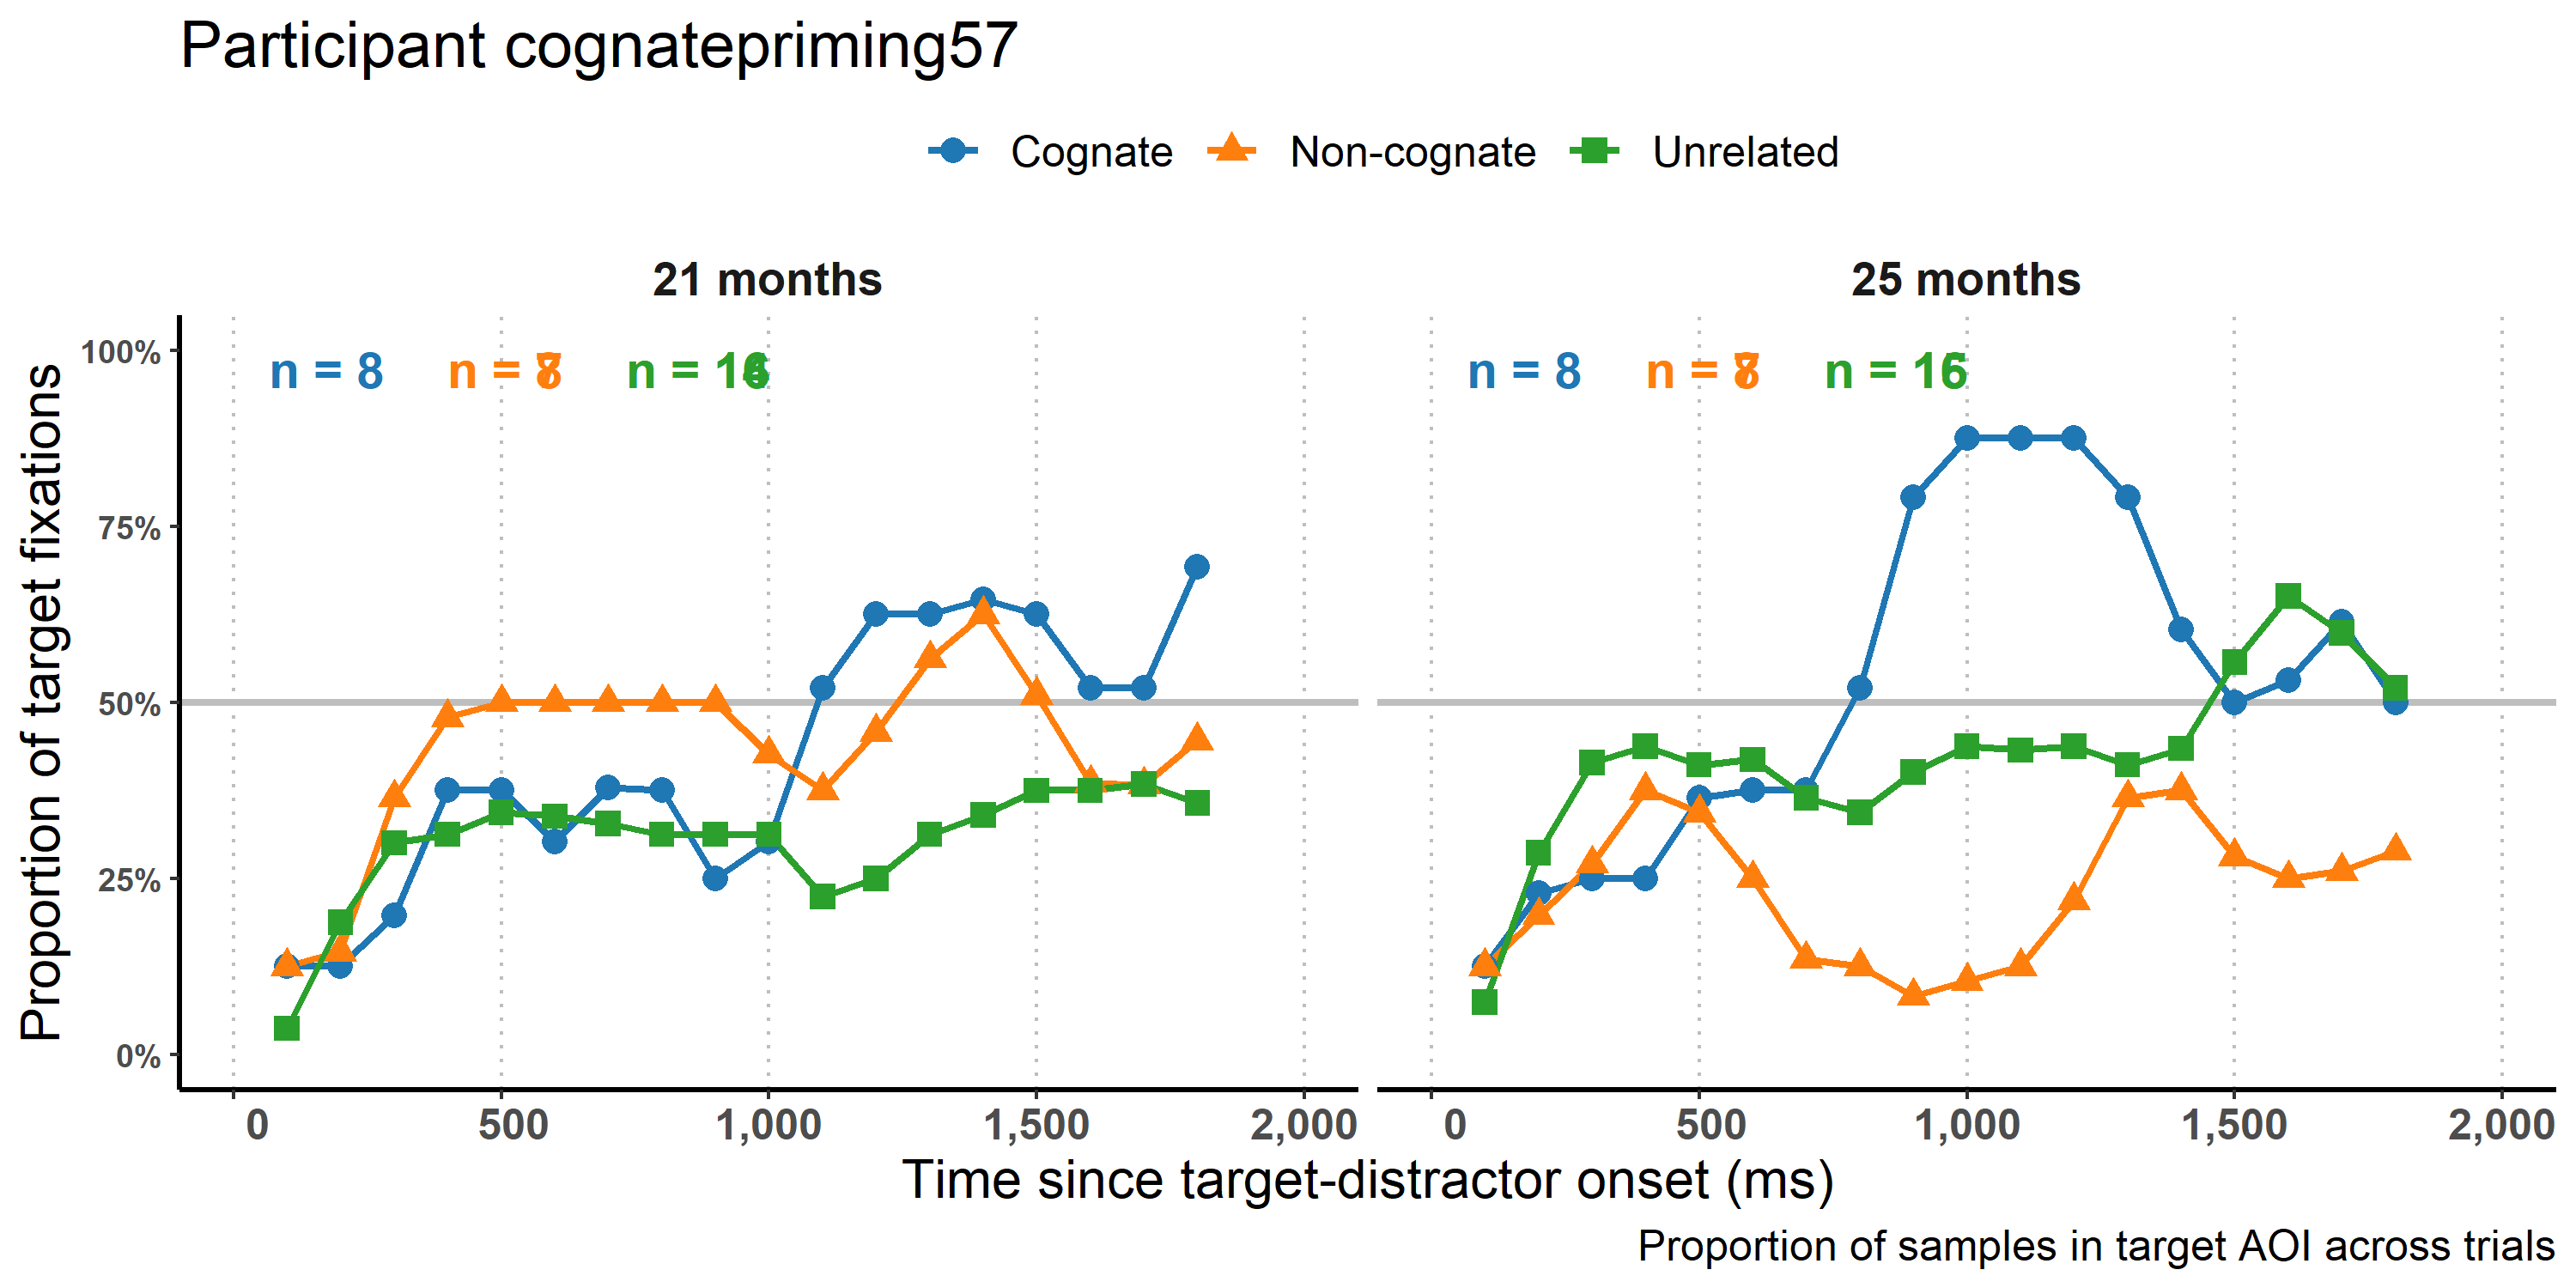 Participant cognatepriming57
Cognate Non-cognate Unrelated
21 months 25 months
100% n = 8 n = n = n = 8 n = n =
75%
50%
25%
0%
0 500 1,000 1,500 2,000 0 500 1,000 1,500 2,000
Proportion of target fixations
Time since target-distractor onset (ms)
Proportion of samples in target AOI across trials